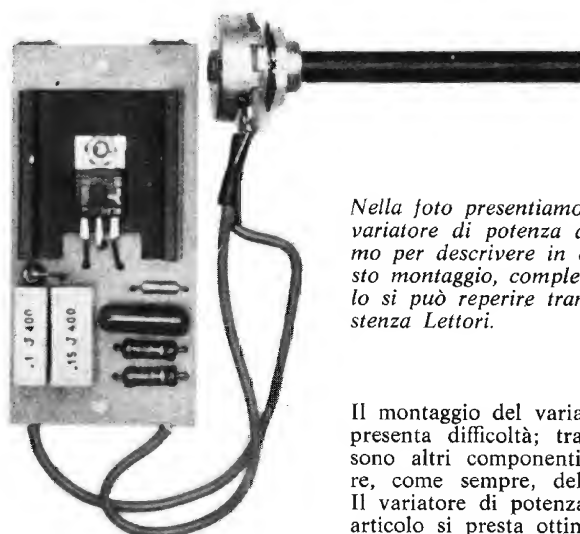 .1 J 400
.15 J 400
Nella foto presentiamo
variatore di potenza
mo per descrivere in
sto montaggio, comple
lo si può reperire tran
stenza Lettori.
Il montaggio del varia
presenta difficoltà; tra
sono altri componenti
re, come sempre, del
Il variatore di potenza
articolo si presta ottin